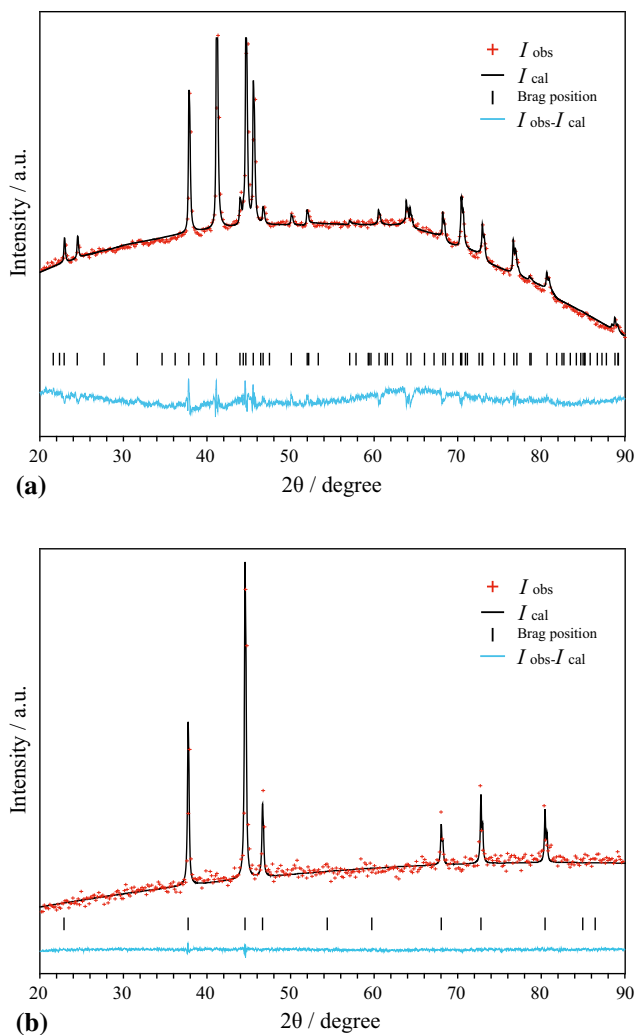 I obs
I cal
Brag position
I obs-I cal
Intensity / a.u.
20 30 40 50 60 70 80 90
(a) 2θ / degree
I obs
I cal
Brag position
I obs-I cal
Intensity / a.u.
20 30 40 50 60 70 80 90
(b) 2θ / degree